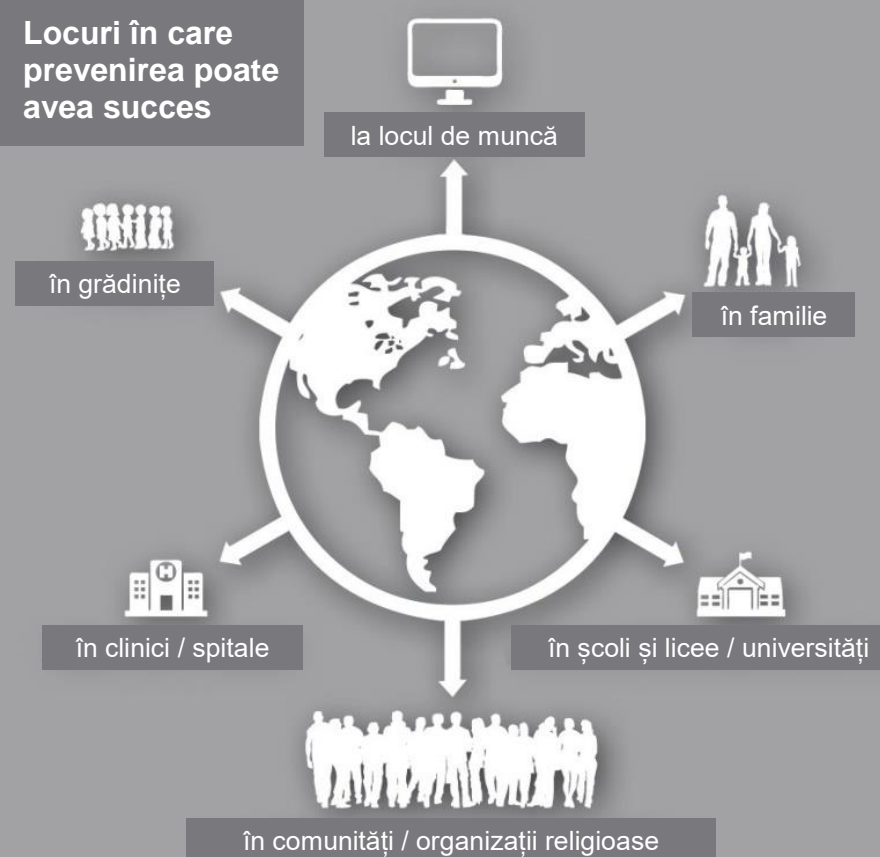 Locuri în care
prevenirea poate
avea succes
la locul de muncă
în grădinițe
în familie
H
în clinici / spitale
în școli și licee / universități
în comunități / organizații religioase